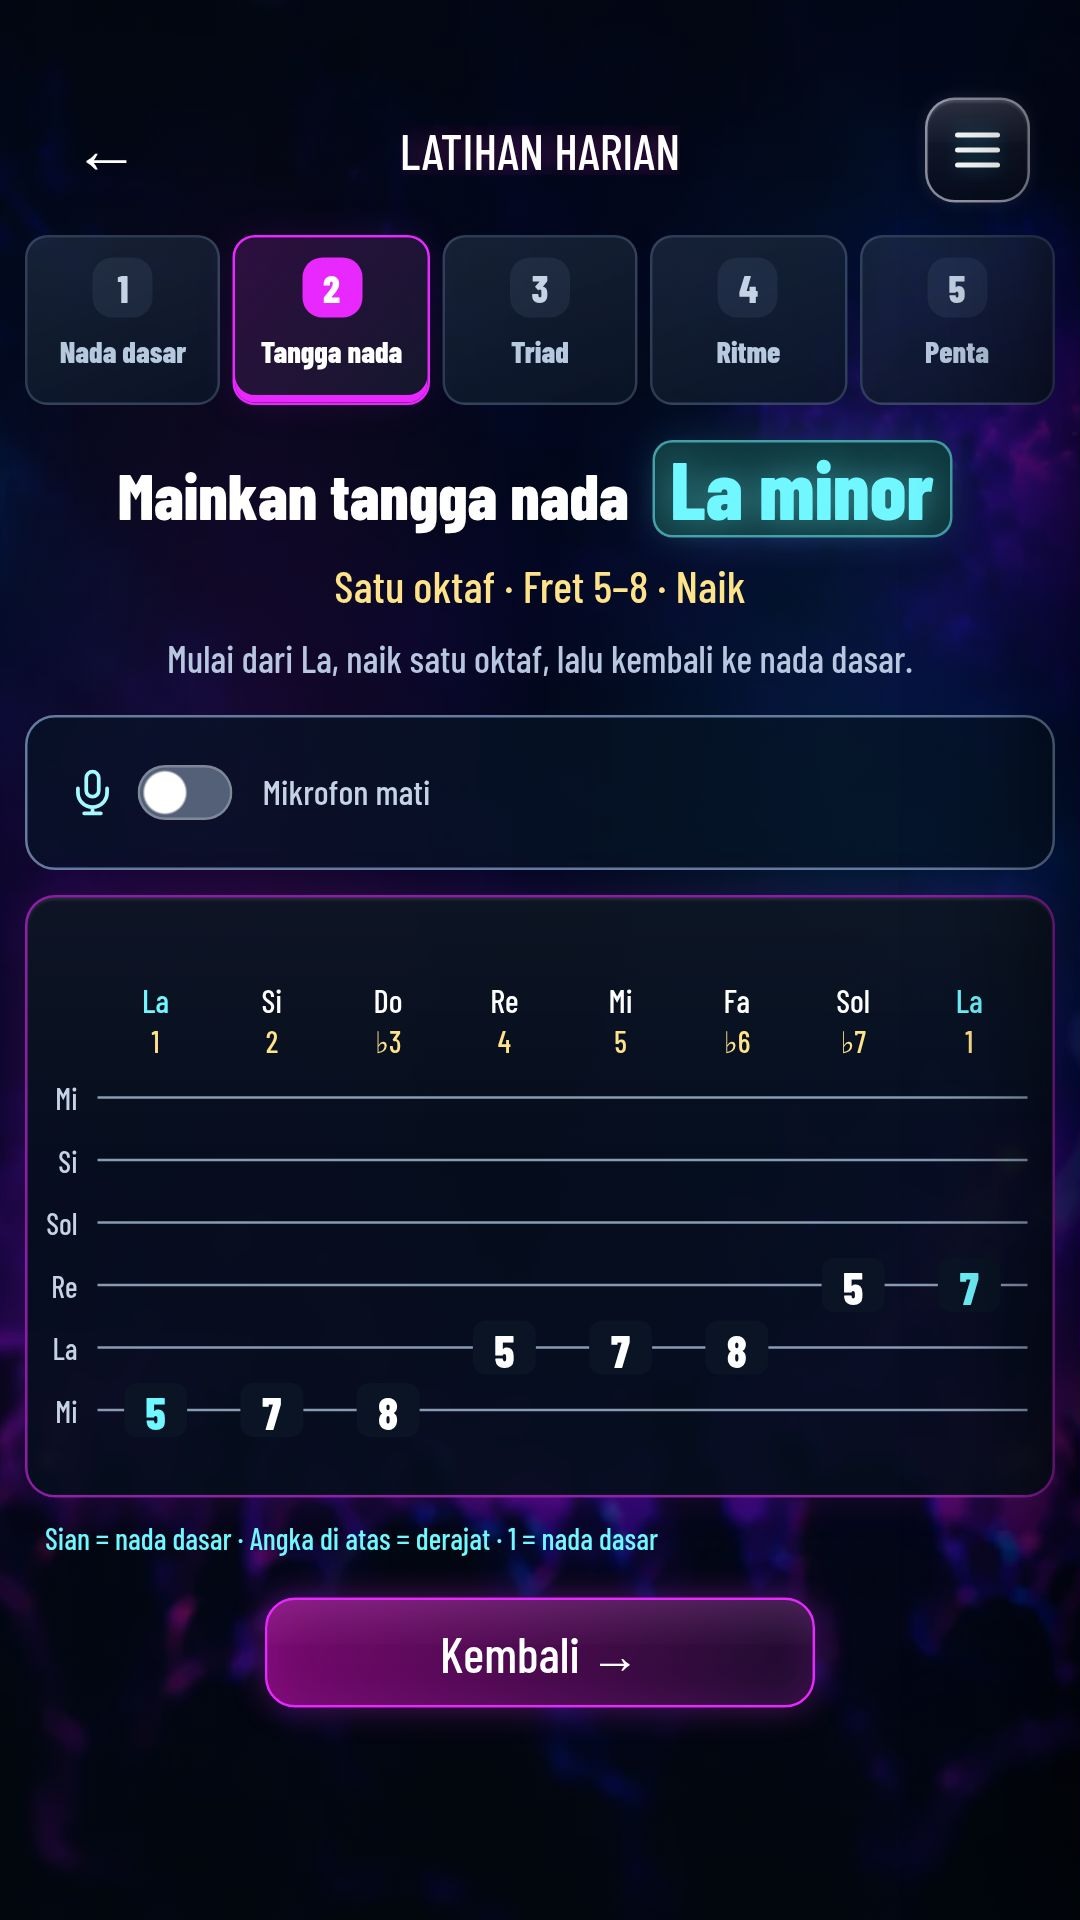 ← LATIHAN HARIAN
1 2 3 4 5
Nada dasar Tangga nada Triad Ritme Penta
Mainkan tangga nada La minor
Satu oktaf · Fret 5–8 · Naik
Mulai dari La, naik satu oktaf, lalu kembali ke nada dasar.
Mikrofon mati
La Si Do Re Mi Fa Sol La
1 2 ♭3 4 5 ♭6 ♭7 1
Mi
Si
Sol
Re 5 7
La 5 7 8
Mi 5 7 8
Sian = nada dasar · Angka di atas = derajat · 1 = nada dasar
Kembali →